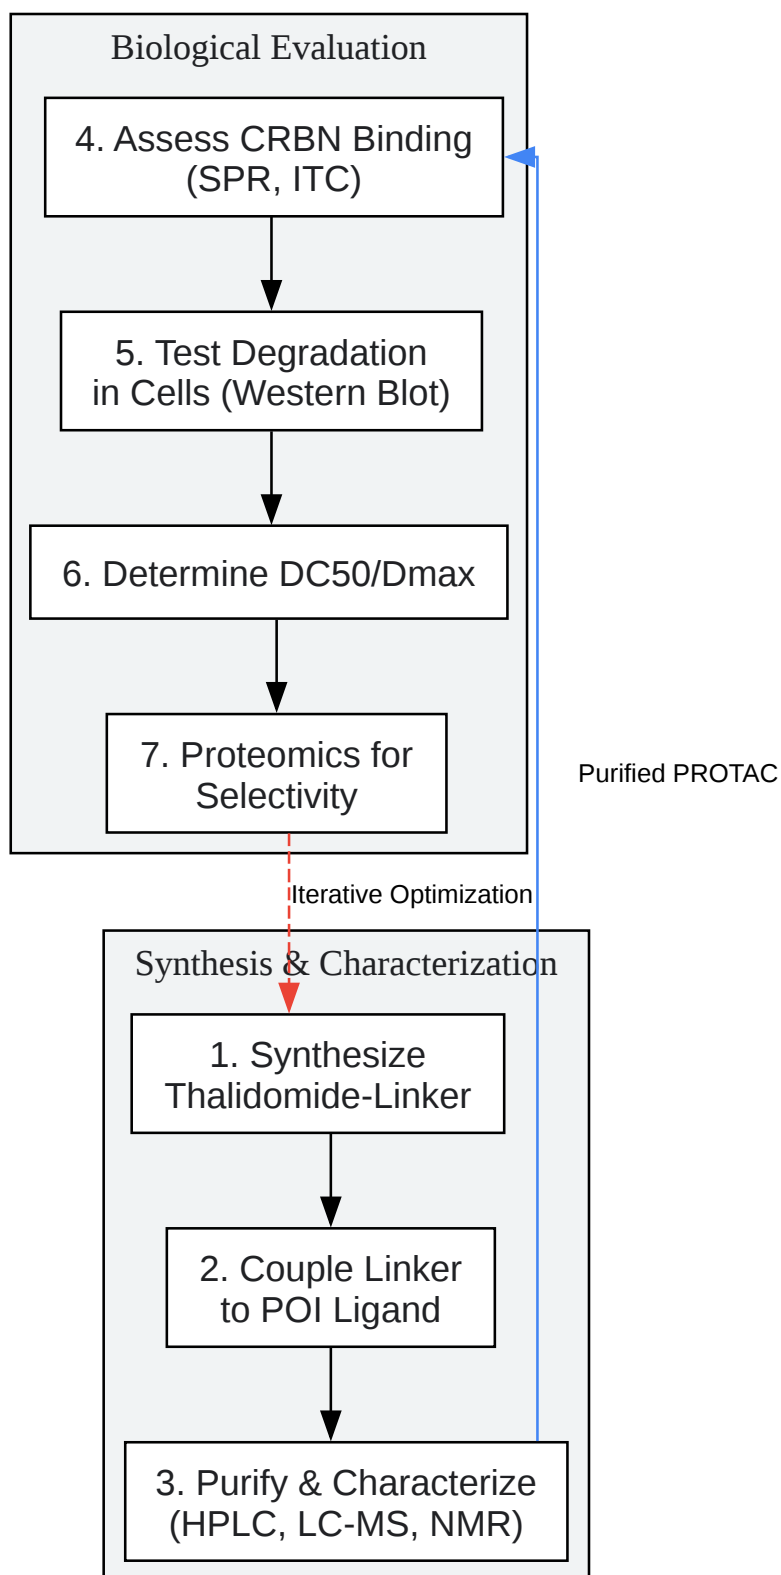 Biological Evaluation
4. Assess CRBN Binding
(SPR, ITC)
5. Test Degradation
in Cells (Western Blot)
6. Determine DC50/Dmax
7. Proteomics for
Selectivity
Purified PROTAC
Iterative Optimization
Synthesis & Characterization
1. Synthesize
Thalidomide-Linker
2. Couple Linker
to POI Ligand
3. Purify & Characterize
(HPLC, LC-MS, NMR)